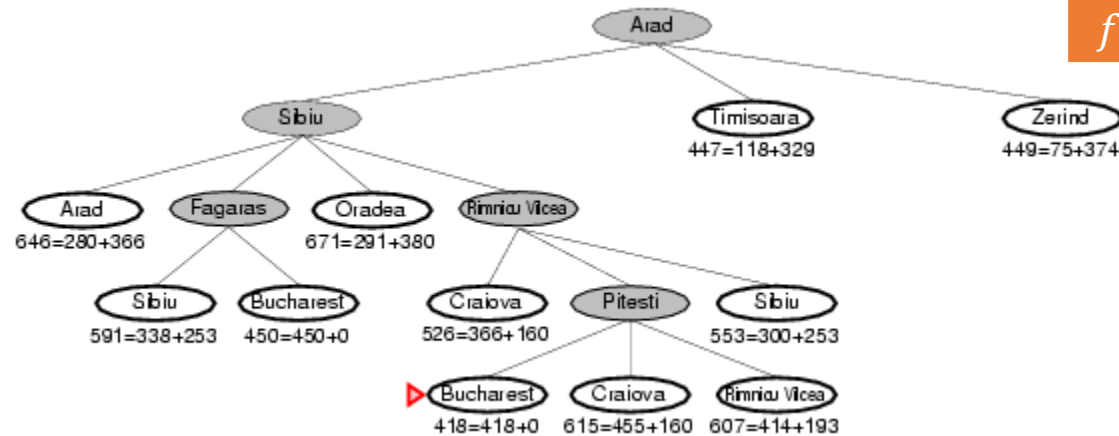 f
Arad
Sibiu Timisoara Zerind
447=118+329 449=75+374
Arad Fagaras Oradea Rimnicu Vilcea
646=280+366 671=291+380
Sibiu Bucharest Craiova Pitesti Sibiu
591=338+253 450=450+0 526=366+160 553=300+253
Bucharest Craiova Rimnicu Vilcea
418=418+0 615=455+160 607=414+193